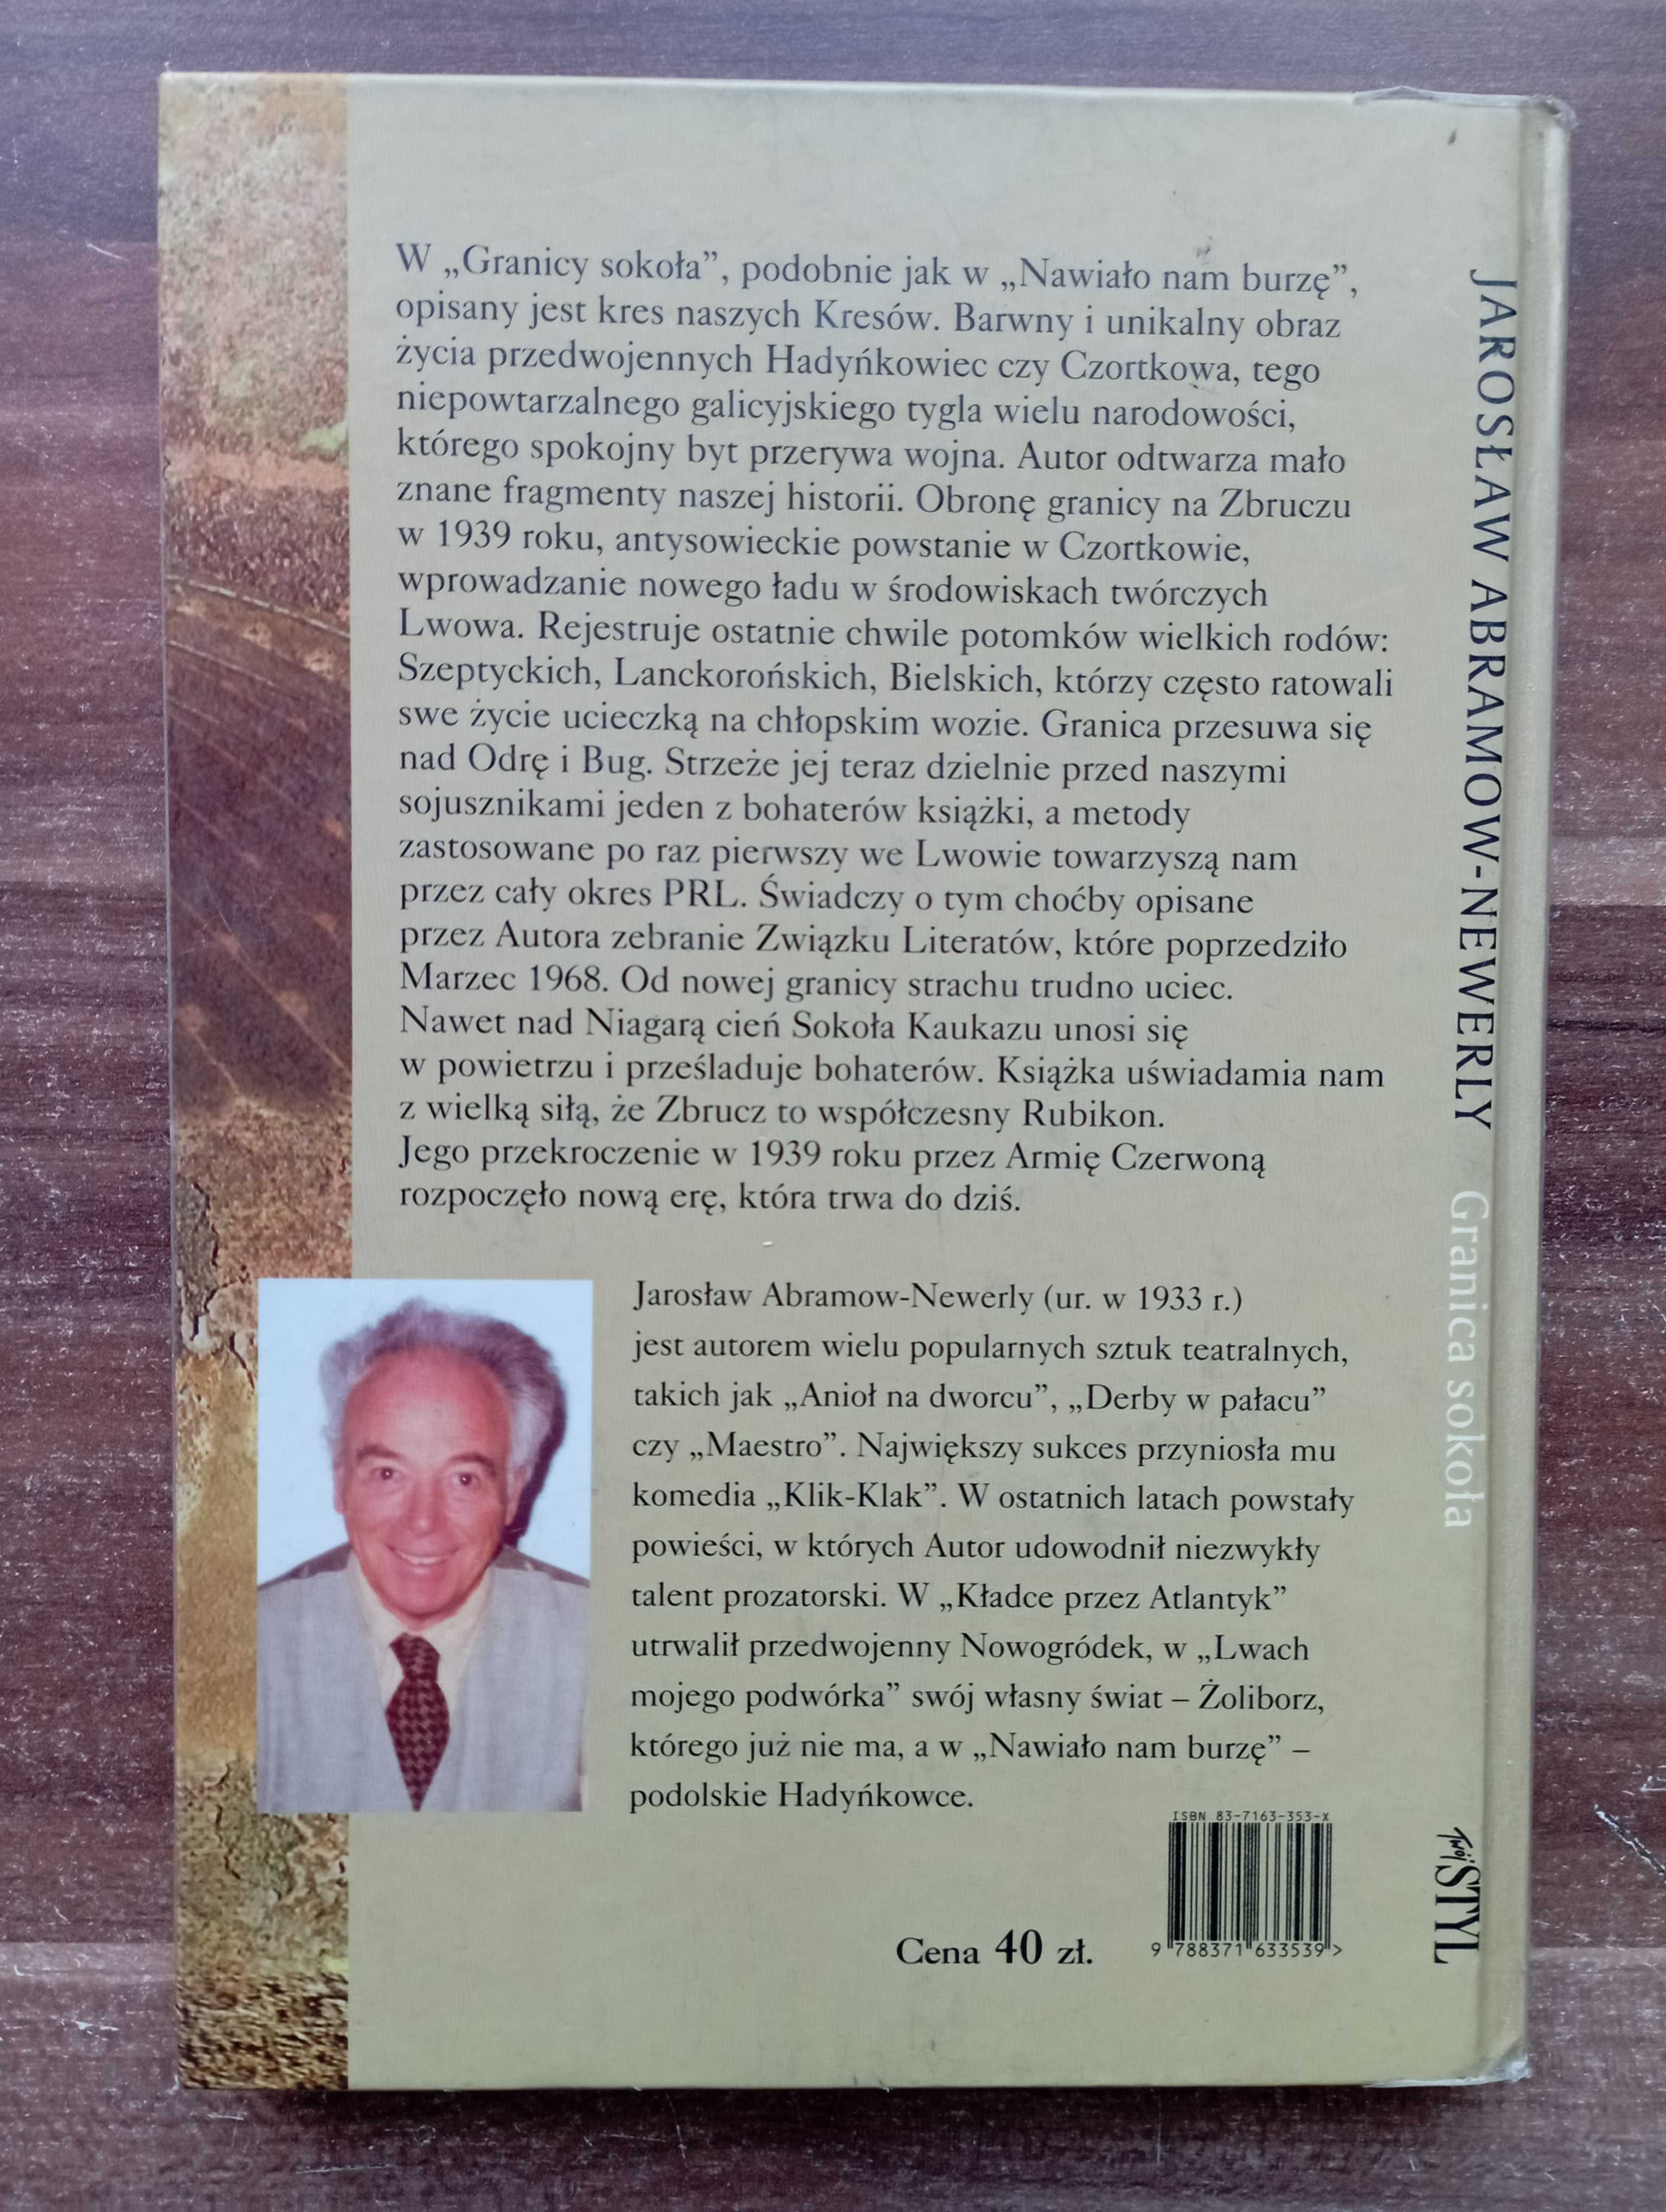 W „Granicy sokoła”, podobnie jak w „Nawiało nam burzę”,
opisany jest kres naszych Kresów. Barwny i unikalny obraz
życia przedwojennych Hadyńkowiec czy Czortkowa, tego
niepowtarzalnego galicyjskiego tygla wielu narodowości,
którego spokojny byt przerywa wojna. Autor odtwarza mało
znane fragmenty naszej historii. Obronę granicy na Zbruczu
w 1939 roku, antysowieckie powstanie w Czortkowie,
wprowadzanie nowego ładu w środowiskach twórczych
Lwowa. Rejestruje ostatnie chwile potomków wielkich rodów:
Szeptyckich, Lanckorońskich, Bielskich, którzy często ratowali
swe życie ucieczką na chłopskim wozie. Granica przesuwa się
nad Odrę i Bug. Strzeże jej teraz dzielnie przed naszymi
sojusznikami jeden z bohaterów książki, a metody
zastosowane po raz pierwszy we Lwowie towarzyszą nam
przez cały okres PRL. Świadczy o tym choćby opisane
przez Autora zebranie Związku Literatów, które poprzedziło
Marzec 1968. Od nowej granicy strachu trudno uciec.
Nawet nad Niagarą cień Sokoła Kaukazu unosi się
w powietrzu i prześladuje bohaterów. Książka uświadamia nam
z wielką siłą, że Zbrucz to współczesny Rubikon.
Jego przekroczenie w 1939 roku przez Armię Czerwoną
rozpoczęło nową erę, która trwa do dziś.
Jarosław Abramow-Newerly (ur. w 1933 r.)
jest autorem wielu popularnych sztuk teatralnych,
takich jak „Anioł na dworcu”, „Derby w pałacu”
czy „Maestro”. Największy sukces przyniosła mu
komedia „Klik-Klak”. W ostatnich latach powstały
powieści, w których Autor udowodnił niezwykły
talent prozatorski. W „Kładce przez Atlantyk”
utrwalił przedwojenny Nowogródek, w „Lwach
mojego podwórka” swój własny świat – Żoliborz,
którego już nie ma, a w „Nawiało nam burzę” –
podolskie Hadyńkowce.
ISBN 83-7163-353-X
9 788371 633539 >
Cena 40 zł.
JAROSŁAW ABRAMOW-NEWERLY Granica sokoła
Twój STYL